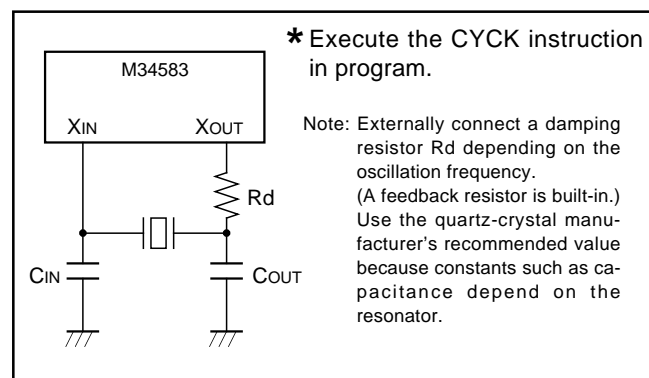 M34583
XIN
XOUT
Rd
CIN
COUT
* Execute the CYCK instruction
in program.
Note: Externally connect a damping
resistor Rd depending on the
oscillation frequency.
(A feedback resistor is built-in.)
Use the quartz-crystal manu-
facturer's recommended value
because constants such as ca-
pacitance depend on the
resonator.